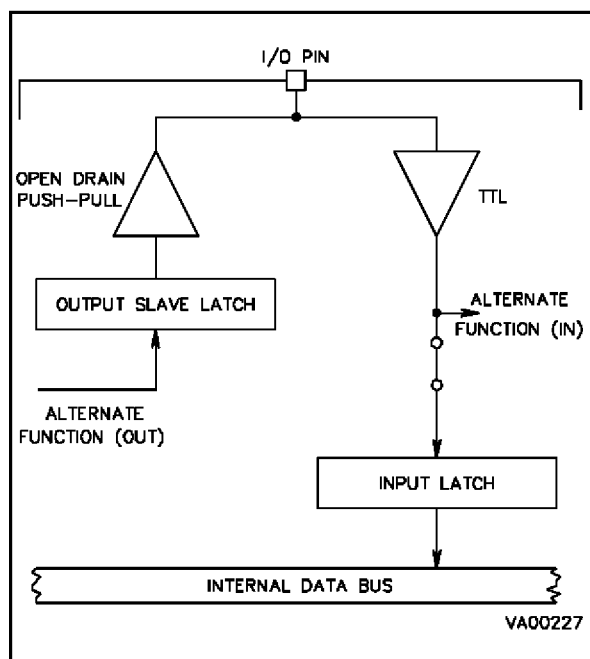 I/O PIN
OPEN DRAIN
PUSH-PULL
TTL
OUTPUT SLAVE LATCH
ALTERNATE
FUNCTION (IN)
ALTERNATE
FUNCTION (OUT)
INPUT LATCH
INTERNAL DATA BUS
VA00227